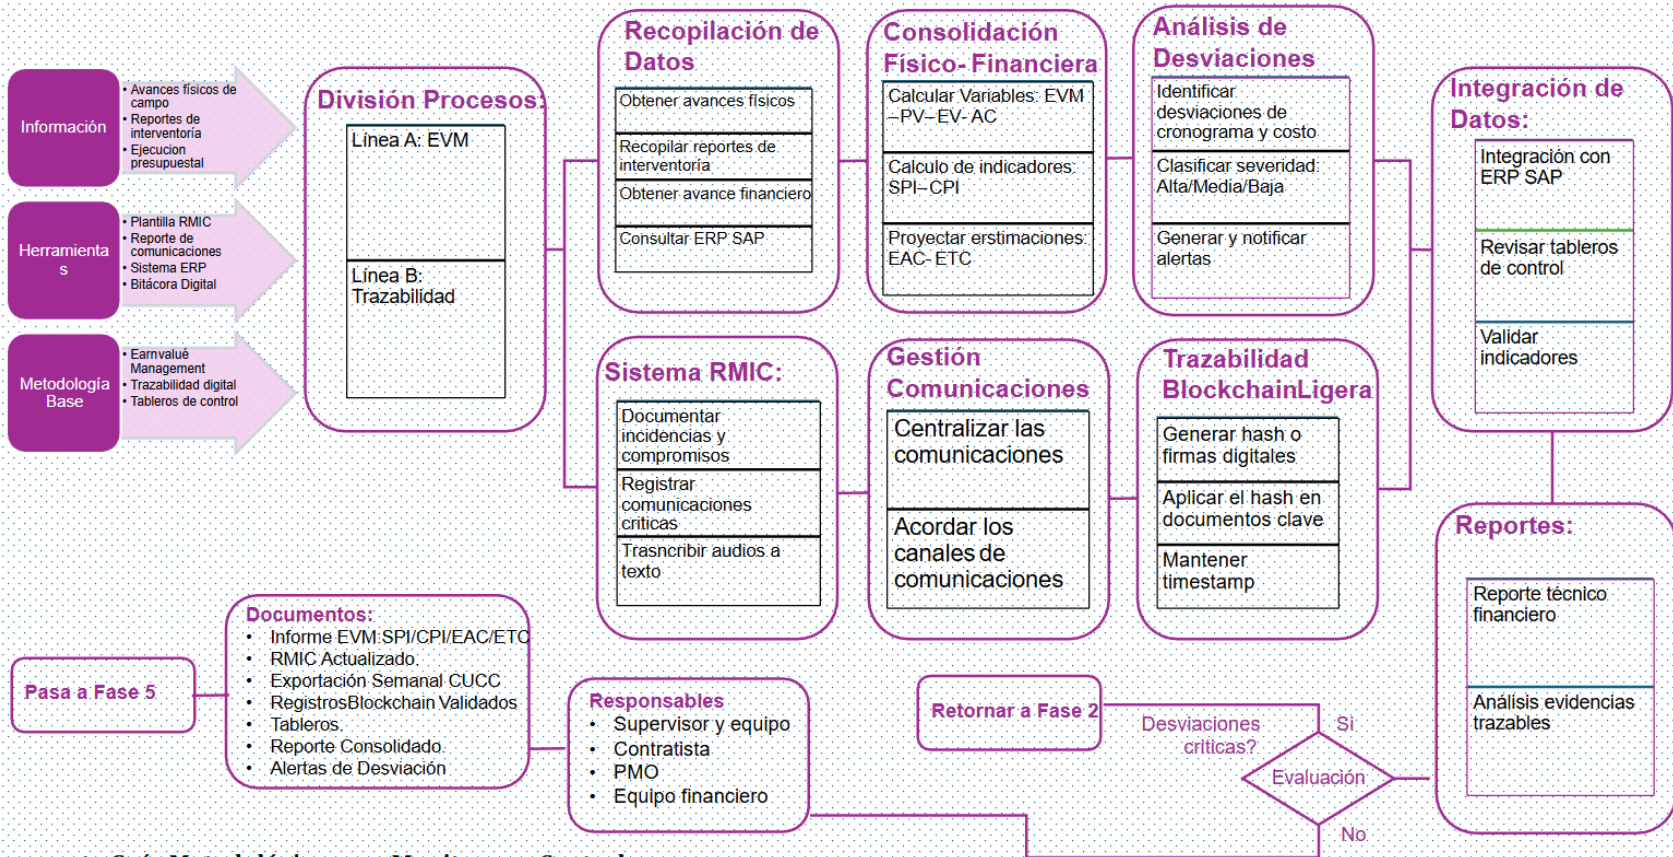 Información
• Avances físicos de
campo
• Reportes de
interventoría
• Ejecucion
presupuestal
Herramienta
s
• Plantilla RMIC
• Reporte de
comunicaciones
• Sistema ERP
• Bitácora Digital
Metodología
Base
• Earnvalué
Management
• Trazabilidad digital
• Tableros de control
División Procesos:
Línea A: EVM
Línea B:
Trazabilidad
Recopilación de
Datos
Obtener avances físicos
Recopilar reportes de
interventoría
Obtener avance financiero
Consultar ERP SAP
Consolidación
Físico- Financiera
Calcular Variables: EVM
–PV–EV- AC
Calculo de indicadores:
SPI–CPI
Proyectar erstimaciones:
EAC- ETC
Análisis de
Desviaciones
Identificar
desviaciones de
cronograma y costo
Clasificar severidad:
Alta/Media/Baja
Generar y notificar
alertas
Sistema RMIC:
Documentar
incidencias y
compromisos
Registrar
comunicaciones
criticas
Trasncribir audios a
texto
Gestión
Comunicaciones
Centralizar las
comunicaciones
Acordar los
canales de
comunicaciones
Trazabilidad
BlockchainLigera
Generar hash o
firmas digitales
Aplicar el hash en
documentos clave
Mantener
timestamp
Integración de
Datos:
Integración con
ERP SAP
Revisar tableros
de control
Validar
indicadores
Reportes:
Reporte técnico
financiero
Análisis evidencias
trazables
Evaluación
Desviaciones
críticas?
Si
No
Retornar a Fase 2
Responsables
• Supervisor y equipo
• Contratista
• PMO
• Equipo financiero
Documentos:
• Informe EVM:SPI/CPI/EAC/ETC
• RMIC Actualizado.
• Exportación Semanal CUCC
• RegistrosBlockchain Validados
• Tableros.
• Reporte Consolidado.
• Alertas de Desviación
Pasa a Fase 5